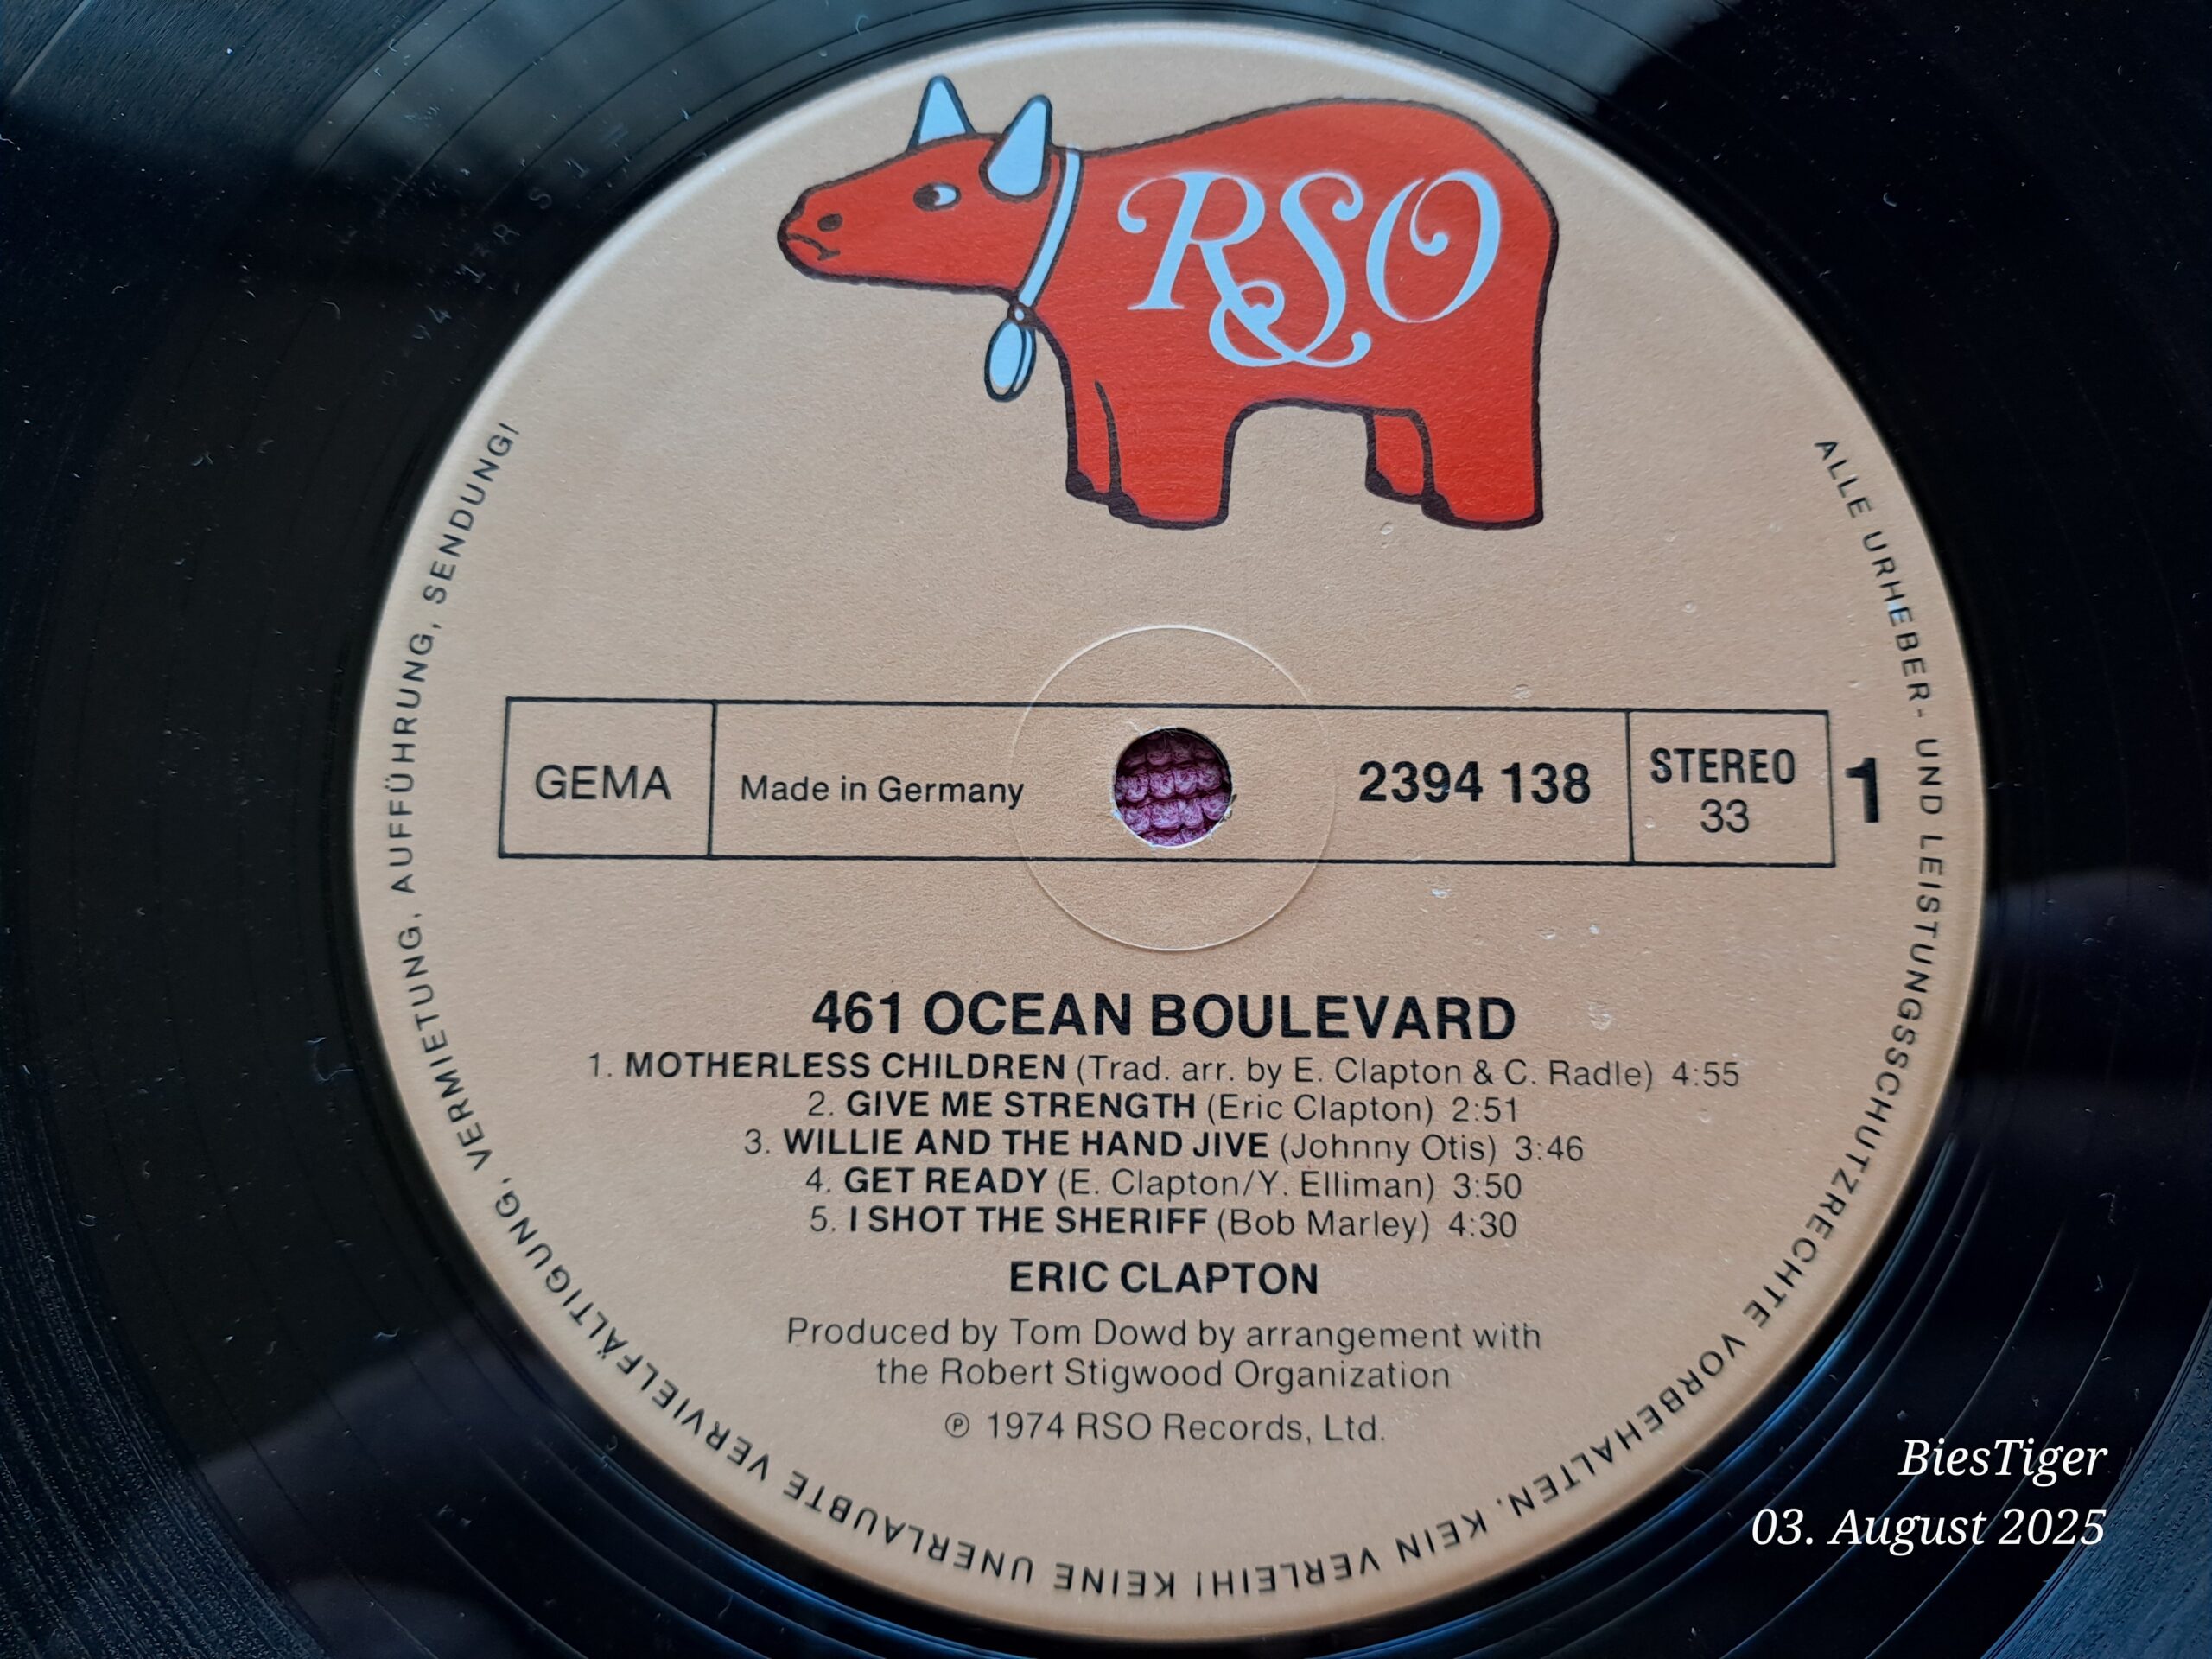 RSO
GEMA
Made in Germany
2394 138
STEREO
33
1
461 OCEAN BOULEVARD
1. MOTHERLESS CHILDREN (Trad. arr. by E. Clapton & C. Radle) 4:55
2. GIVE ME STRENGTH (Eric Clapton) 2:51
3. WILLIE AND THE HAND JIVE (Johnny Otis) 3:46
4. GET READY (E. Clapton/Y. Elliman) 3:50
5. I SHOT THE SHERIFF (Bob Marley) 4:30
ERIC CLAPTON
Produced by Tom Dowd by arrangement with
the Robert Stigwood Organization
℗ 1974 RSO Records, Ltd.
ALLE URHEBER- UND LEISTUNGSSCHUTZRECHTE VORBEHALTEN. KEIN VERLEIH! KEINE UNERLAUBTE VERVIELFÄLTIGUNG, VERMIETUNG, AUFFÜHRUNG, SENDUNG!
BiesTiger
03. August 2025